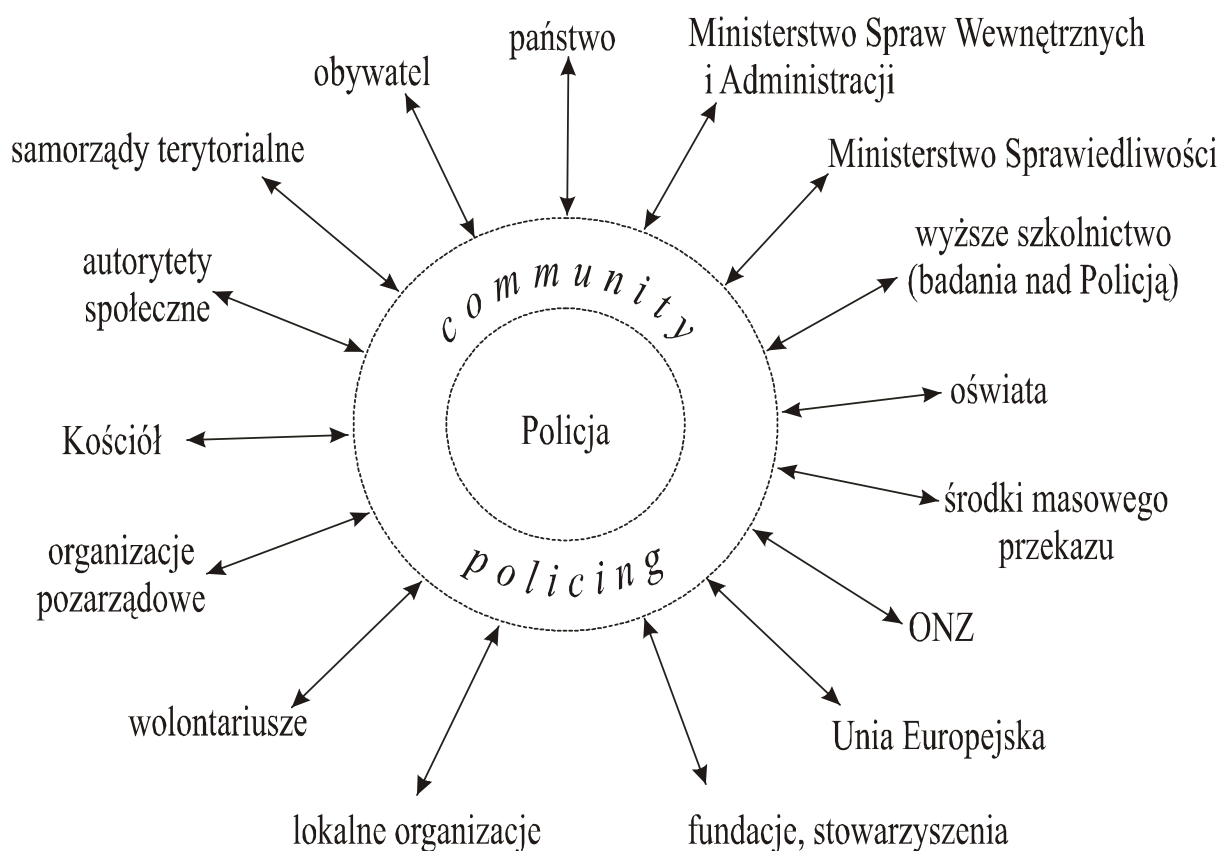 państwo
Ministerstwo Spraw Wewnętrznych
i Administracji
obywatel
samorządy terytorialne
Ministerstwo Sprawiedliwości
wyższe szkolnictwo
(badania nad Policją)
autorytety
społeczne
community
oświata
Policja
Kościół
środki masowego
przekazu
organizacje
pozarządowe
policing
ONZ
wolontariusze
Unia Europejska
lokalne organizacje
fundacje, stowarzyszenia